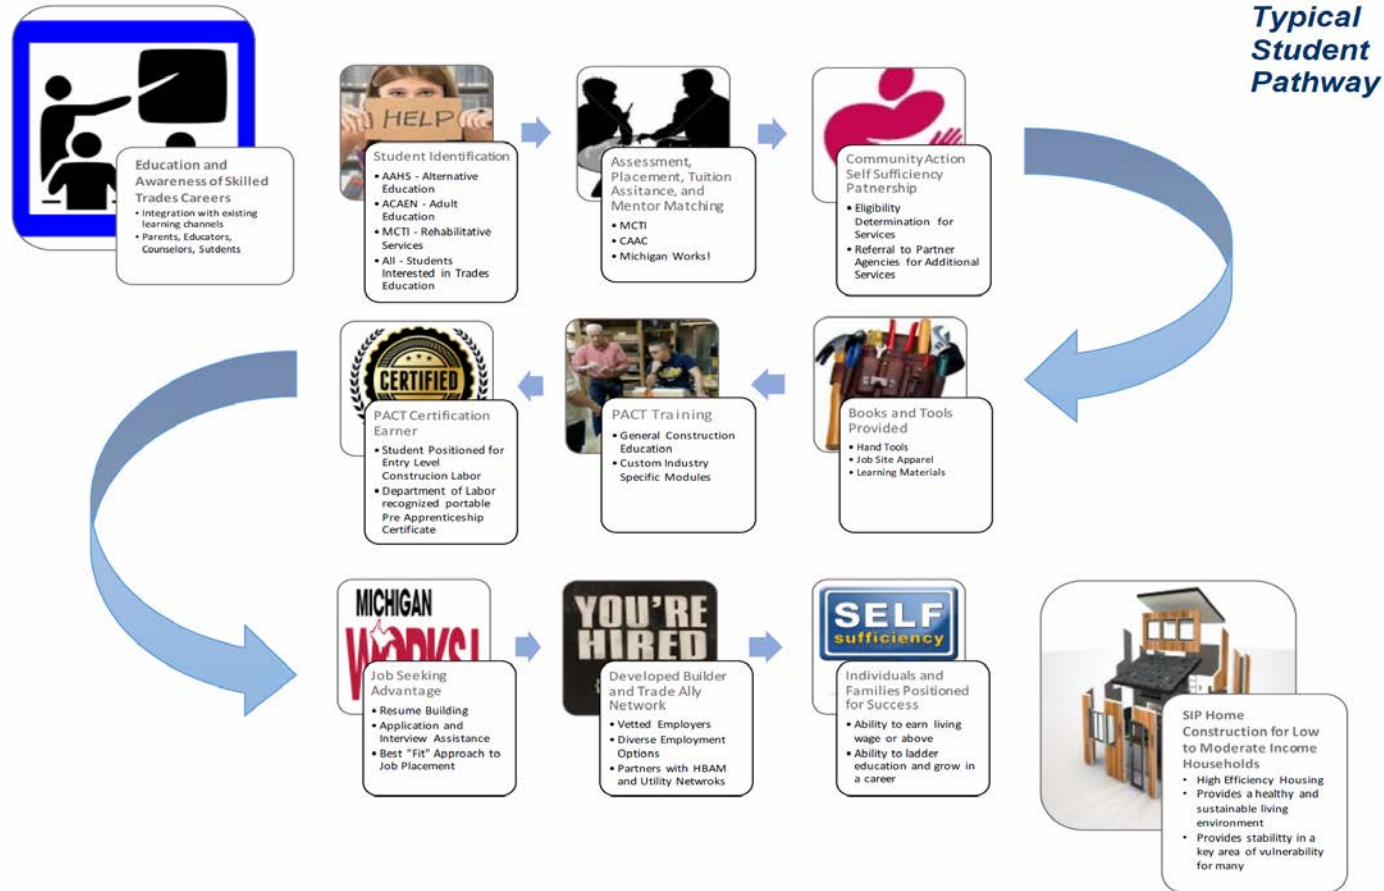 Typical
Student
Pathway
Education and
Awareness of Skilled
Trades Careers
• Integration with existing
learning channels
• Parents, Educators,
Counselors, Sutdents
HELP
Student Identification
• AAHS - Alternative
Education
• ACAEN - Adult
Education
• MCTI - Rehabilitative
Services
• All - Students
Interested in Trades
Education
Assessment,
Placement, Tuition
Assitance, and
Mentor Matching
• MCTI
• CAAC
• Michigan Works!
Community Action
Self Sufficiency
Patnership
• Eligibility
Determination for
Services
• Referral to Partner
Agencies for Additional
Services
Books and Tools
Provided
• Hand Tools
• Job Site Apparel
• Learning Materials
PACT Training
• General Construction
Education
• Custom Industry
Specific Modules
CERTIFIED
PACT Certification
Earner
• Student Positioned for
Entry Level
Construcion Labor
• Department of Labor
recognized portable
Pre Apprenticeship
Certificate
MICHIGAN
WORKS!
Job Seeking
Advantage
• Resume Building
• Application and
Interview Assistance
• Best "Fit" Approach to
Job Placement
YOU'RE
HIRED
Developed Builder
and Trade Ally
Network
• Vetted Employers
• Diverse Employment
Options
• Partners with HBAM
and Utility Netwroks
SELF
sufficiency
Individuals and
Families Positioned
for Success
• Ability to earn living
wage or above
• Ability to ladder
education and grow in
a career
SIP Home
Construction for Low
to Moderate Income
Households
• High Efficiency Housing
• Provides a healthy and
sustainable living
environment
• Provides stabilitty in a
key area of vulnerability
for many